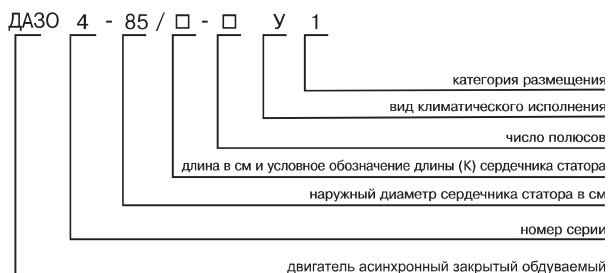 ДАЗО 4 - 85 / □ - □ У 1
категория размещения
вид климатического исполнения
число полюсов
длина в см и условное обозначение длины (К) сердечника статора
наружный диаметр сердечника статора в см
номер серии
двигатель асинхронный закрытый обдуваемый